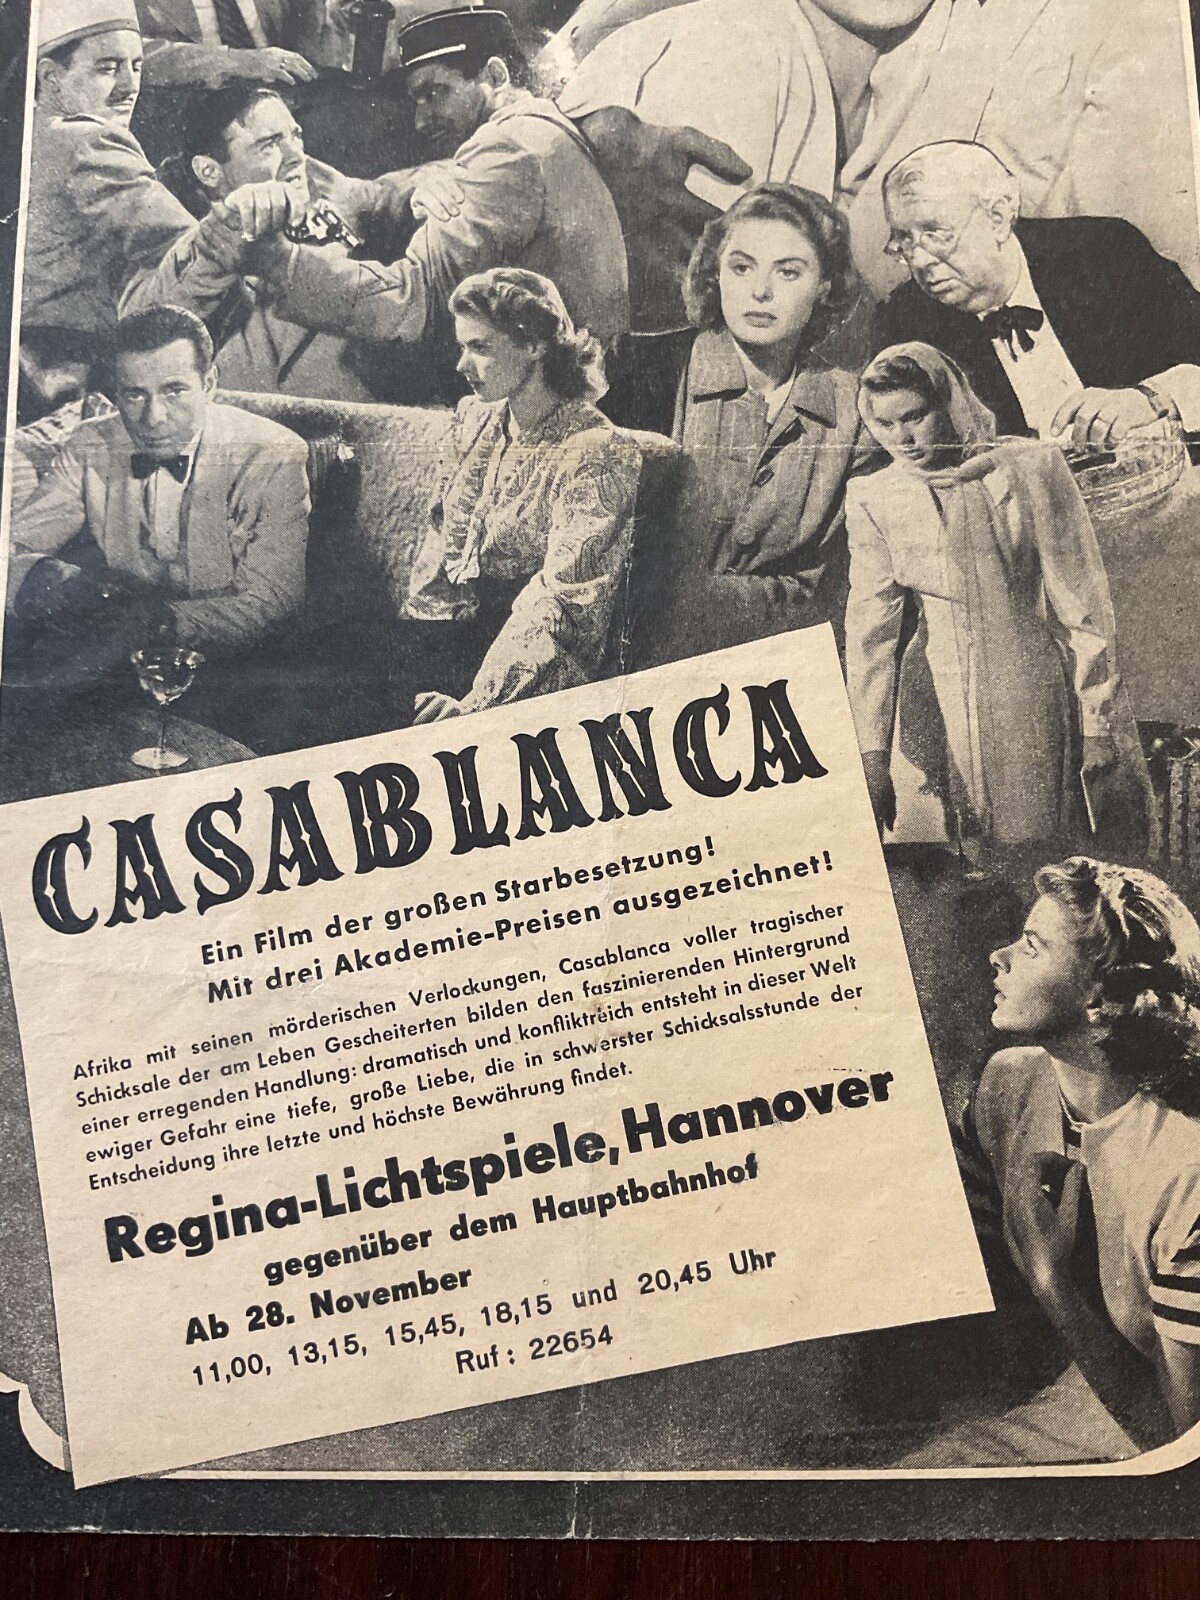 CASABLANCA
Ein Film der großen Starbesetzung!
Mit drei Akademie-Preisen ausgezeichnet!
Afrika mit seinen mörderischen Verlockungen, Casablanca voller tragischer
Schicksale der am Leben Gescheiterten bilden den faszinierenden Hintergrund
einer erregenden Handlung: dramatisch und konfliktreich entsteht in dieser Welt
ewiger Gefahr eine tiefe, große Liebe, die in schwerster Schicksalsstunde der
Entscheidung ihre letzte und höchste Bewährung findet.
Regina-Lichtspiele, Hannover
gegenüber dem Hauptbahnhof
Ab 28. November
11,00, 13,15, 15,45, 18,15 und 20,45 Uhr
Ruf: 22654